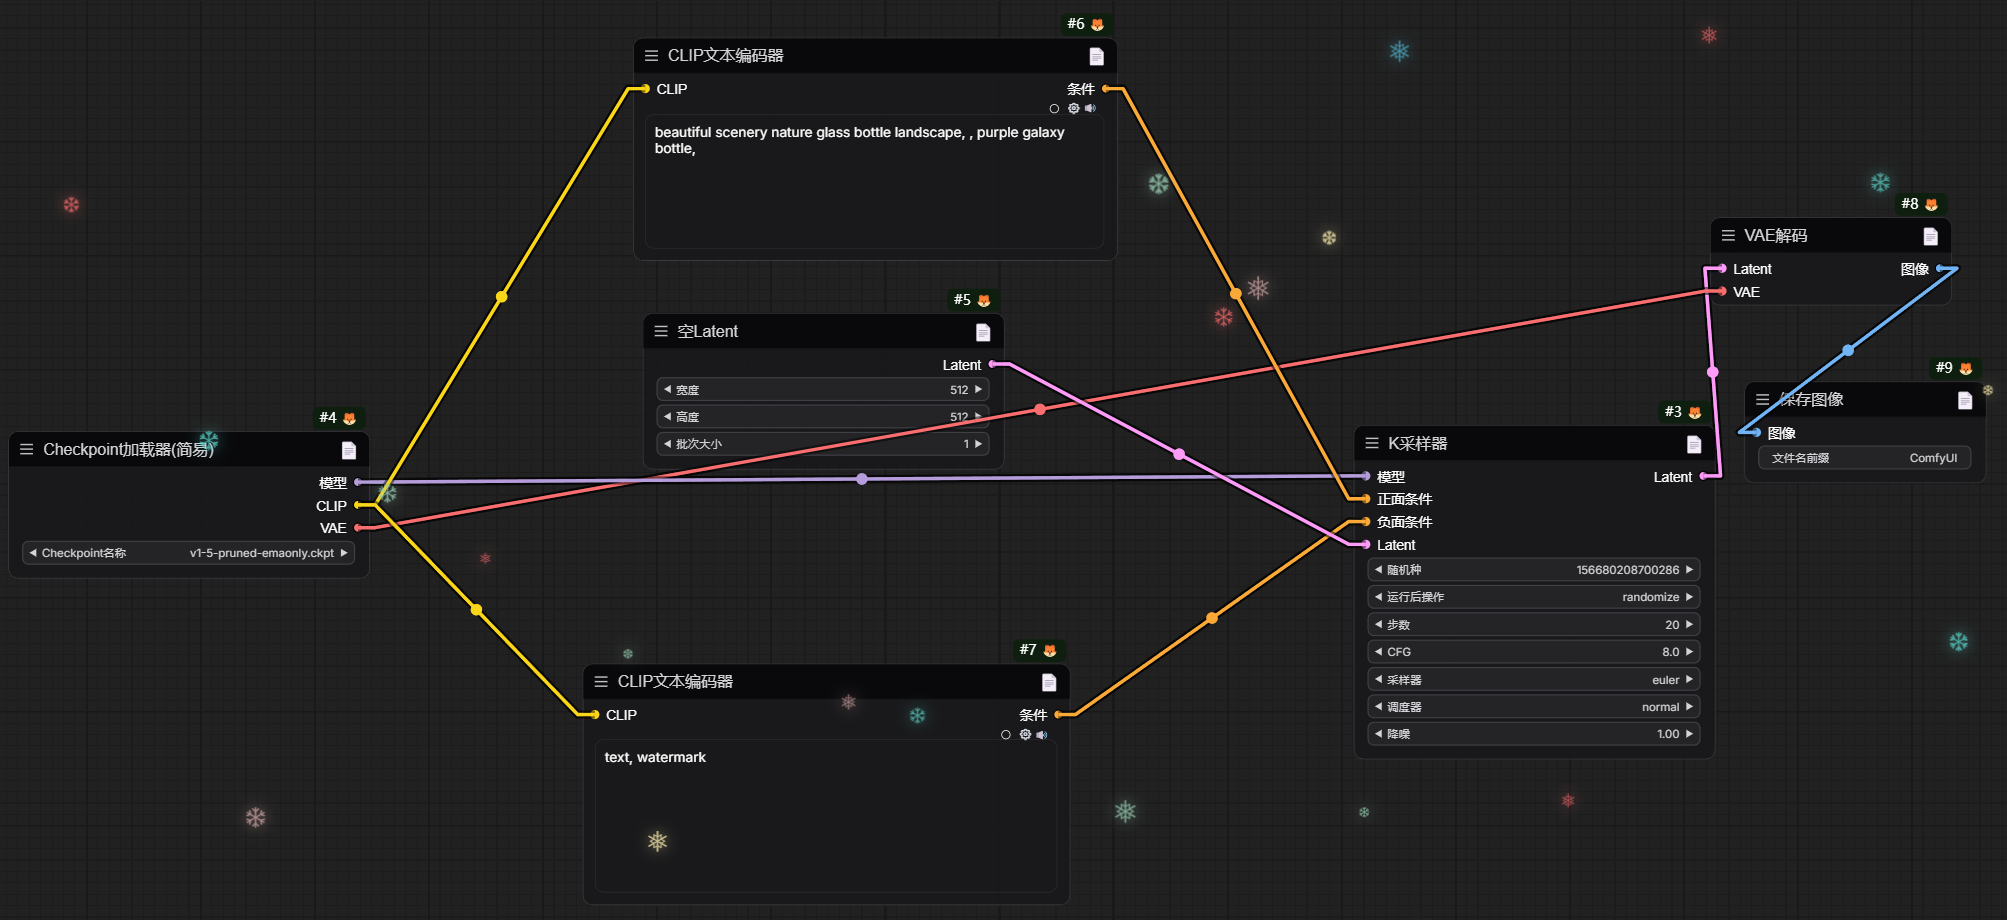 #6
CLIP文本编码器
CLIP
条件
beautiful scenery nature glass bottle landscape, , purple galaxy
bottle,
#5
空Latent
Latent
宽度 512
高度 512
批次大小 1
#4
Checkpoint加载器(简易)
模型
CLIP
VAE
Checkpoint名称 v1-5-pruned-emaonly.ckpt
#7
CLIP文本编码器
CLIP
条件
text, watermark
#3
K采样器
模型
Latent
正面条件
负面条件
Latent
随机种 156680208700286
运行后操作 randomize
步数 20
CFG 8.0
采样器 euler
调度器 normal
降噪 1.00
#8
VAE解码
Latent
图像
VAE
#9
保存图像
图像
文件名前缀 ComfyUI